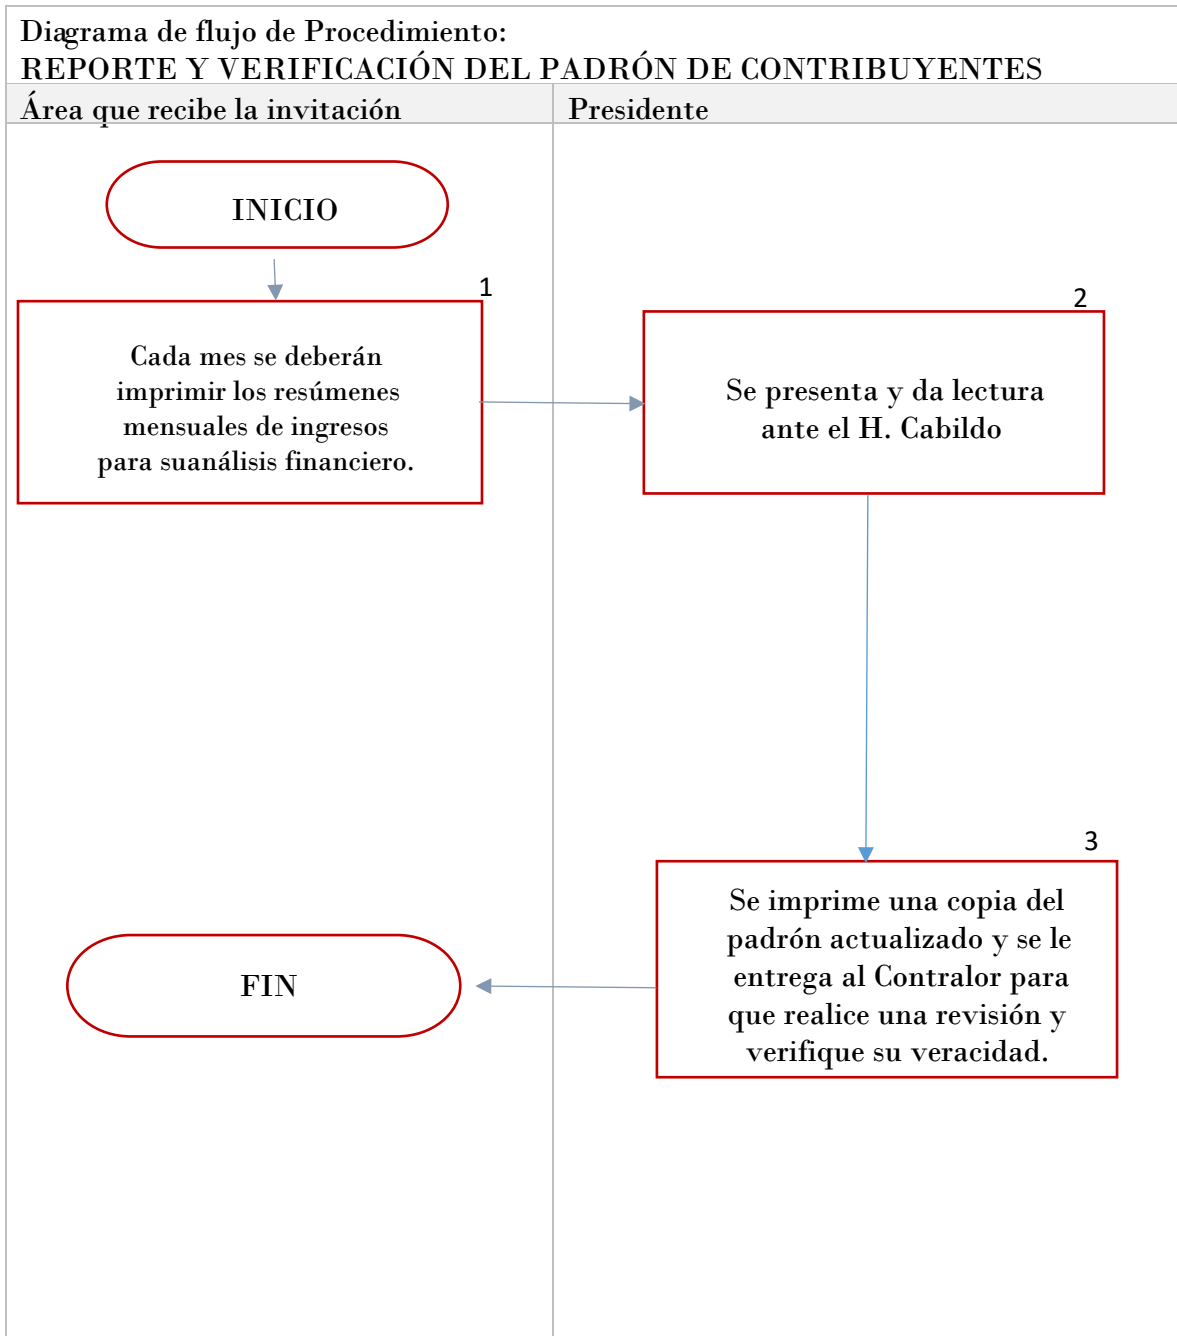 Diagrama de flujo de Procedimiento:
REPORTE Y VERIFICACIÓN DEL PADRÓN DE CONTRIBUYENTES
Área que recibe la invitación
Presidente
INICIO
1
Cada mes se deberán
imprimir los resúmenes
mensuales de ingresos
para suanálisis financiero.
2
Se presenta y da lectura
ante el H. Cabildo
3
Se imprime una copia del
padrón actualizado y se le
entrega al Contralor para
que realice una revisión y
verifique su veracidad.
FIN